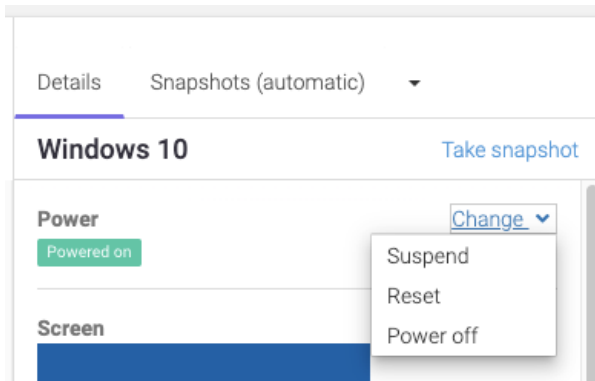 Details Snapshots (automatic)
Windows 10 Take snapshot
Power Change
Powered on
Suspend
Reset
Screen
Power off